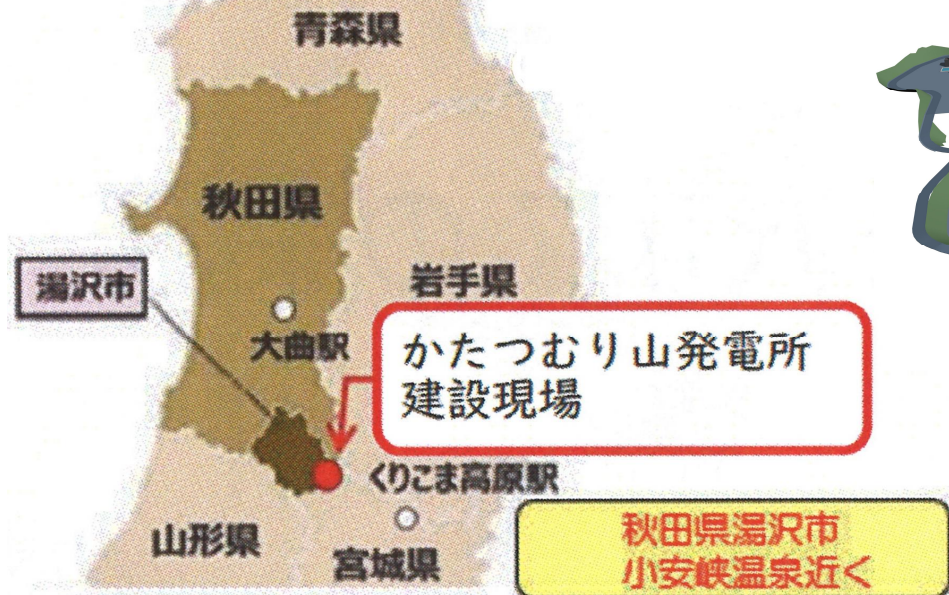 青森県
秋田県
湯沢市
岩手県
大曲駅
かたつむり山発電所
建設現場
くりこま高原駅
山形県
宮城県
秋田県湯沢市
小安峡温泉近く